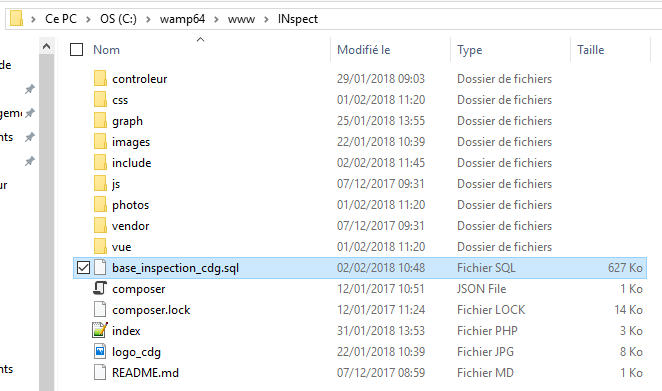 Ce PC > OS (C:) > wamp64 > www > INspect
Nom Modifié le Type Taille
controleur 29/01/2018 09:03 Dossier de fichiers
de
css 01/02/2018 11:20 Dossier de fichiers
graph 25/01/2018 13:55 Dossier de fichiers
gem
images 22/01/2018 10:39 Dossier de fichiers
nts
include 02/02/2018 11:45 Dossier de fichiers
js 07/12/2017 09:31 Dossier de fichiers
ur
photos 01/02/2018 11:20 Dossier de fichiers
vendor 07/12/2017 09:31 Dossier de fichiers
vue 01/02/2018 11:20 Dossier de fichiers
base_inspection_cdg.sql 02/02/2018 10:48 Fichier SQL 627 Ko
composer 12/01/2017 10:51 JSON File 1 Ko
composer.lock 12/01/2017 11:24 Fichier LOCK 14 Ko
index 31/01/2018 13:53 Fichier PHP 3 Ko
logo_cdg 22/01/2018 10:39 Fichier JPG 8 Ko
README.md 07/12/2017 08:59 Fichier MD 1 Ko
nts